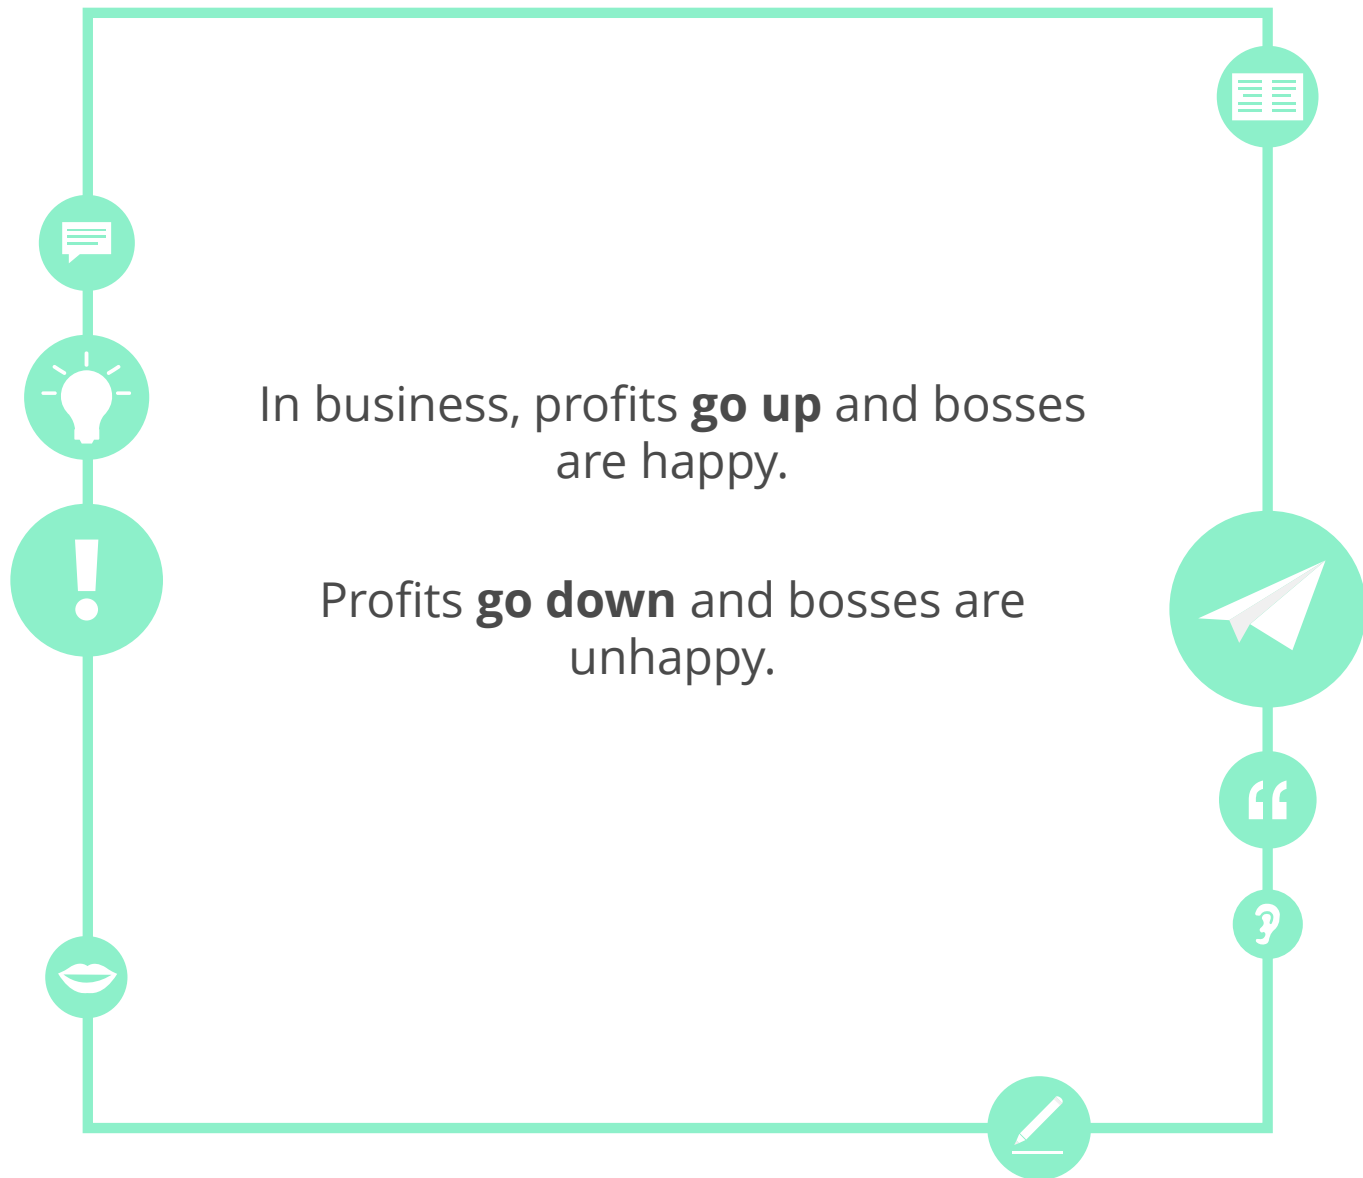 In business, profits go up and bosses
are happy.
Profits go down and bosses are
unhappy.